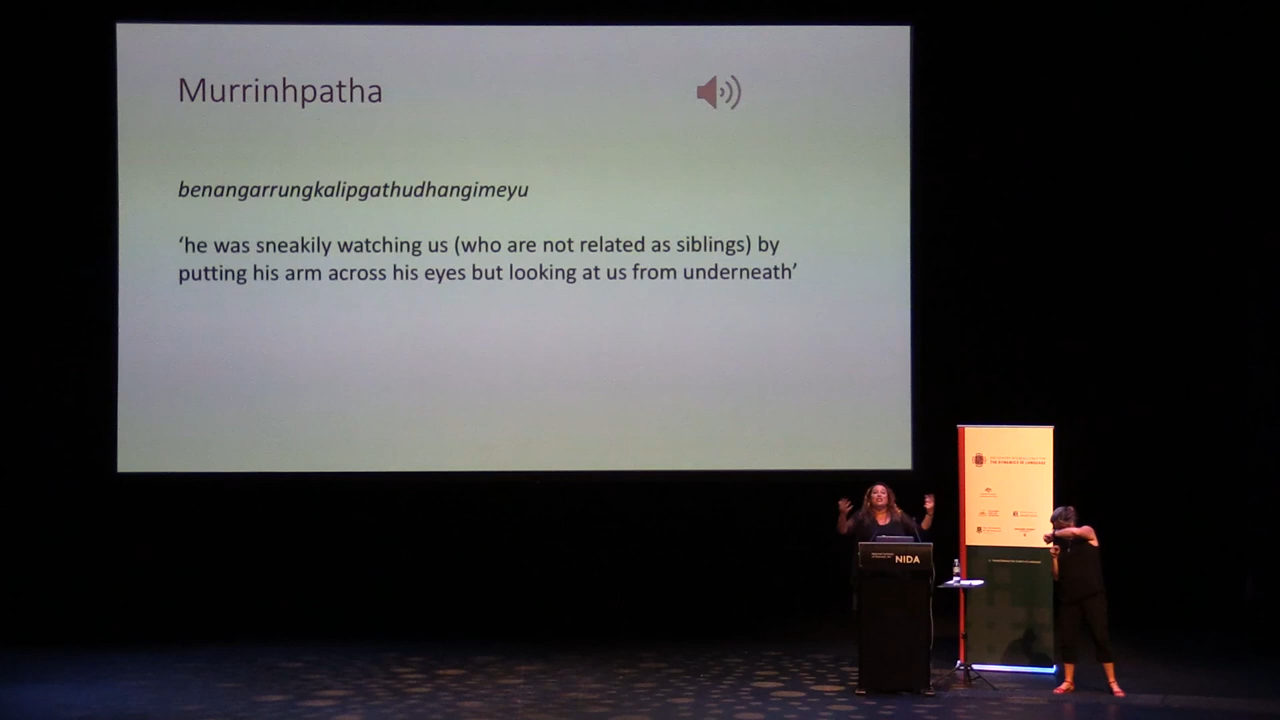 Murrinhpatha
benangarrungkalipgathudhangimeyu
‘he was sneakily watching us (who are not related as siblings) by
putting his arm across his eyes but looking at us from underneath’
THE DYNAMICS OF LANGUAGE
NIDA